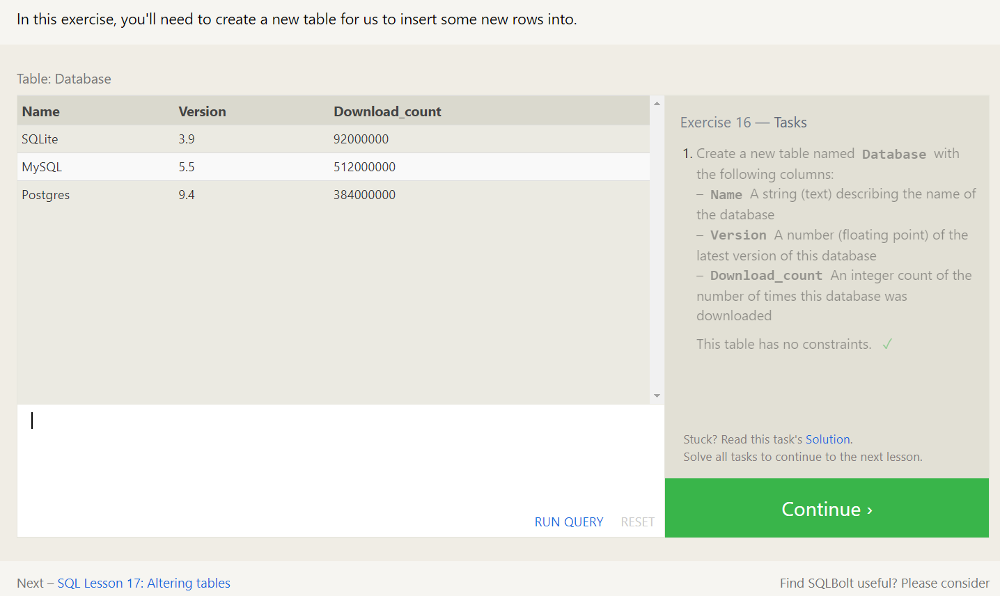 In this exercise, you'll need to create a new table for us to insert some new rows into.
Table: Database
Name Version Download_count
SQLite 3.9 92000000
MySQL 5.5 512000000
Postgres 9.4 384000000
RUN QUERY RESET
Exercise 16 — Tasks
1. Create a new table named Database with
the following columns:
– Name A string (text) describing the name of
the database
– Version A number (floating point) of the
latest version of this database
– Download_count An integer count of the
number of times this database was
downloaded
This table has no constraints. ✓
Stuck? Read this task's Solution.
Solve all tasks to continue to the next lesson.
Continue ›
Next – SQL Lesson 17: Altering tables
Find SQLBolt useful? Please consider